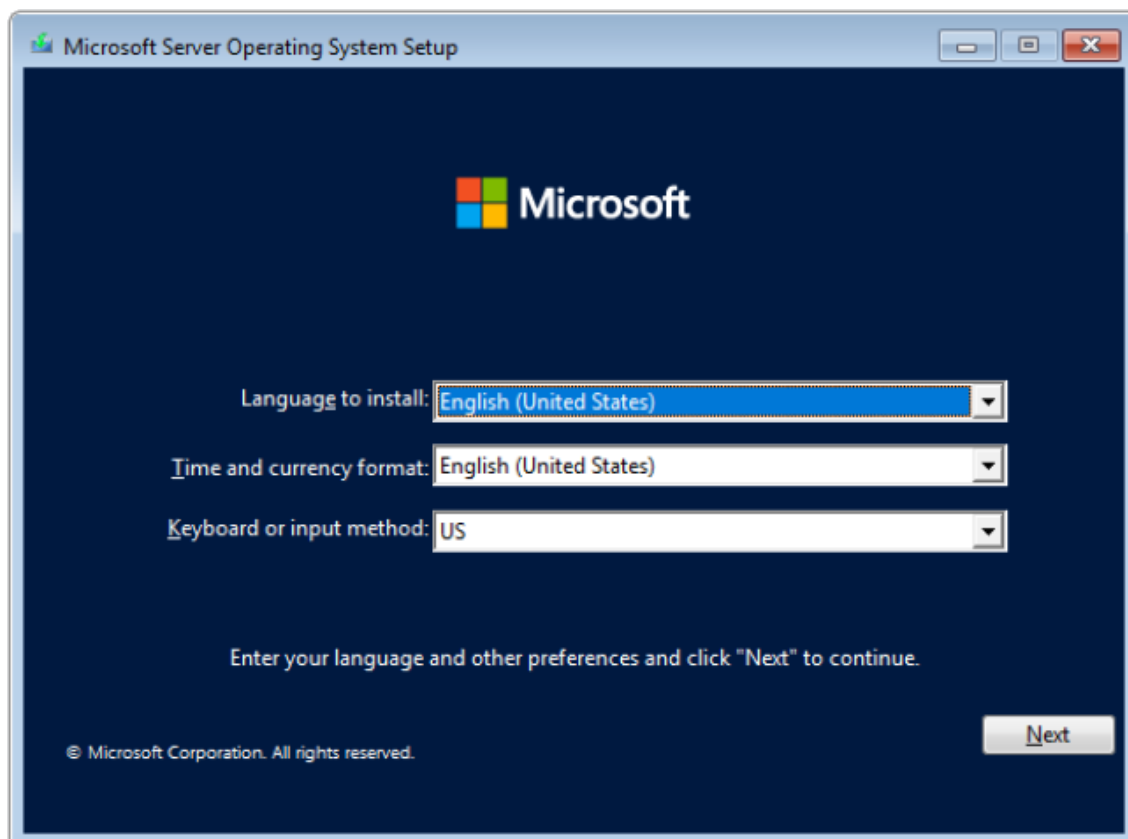 Microsoft Server Operating System Setup
Microsoft
Language to install: English (United States)
Time and currency format: English (United States)
Keyboard or input method: US
Enter your language and other preferences and click "Next" to continue.
Next
© Microsoft Corporation. All rights reserved.